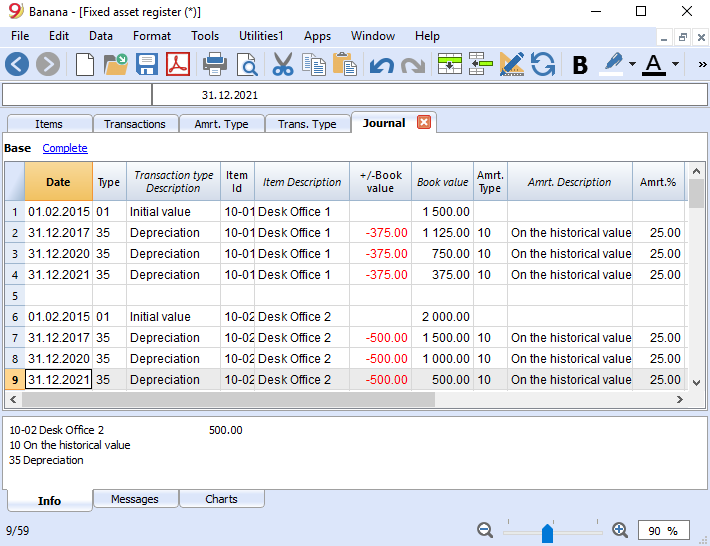 Banana - [Fixed asset register (*)]
File Edit Data Format Tools Utilities1 Apps Window Help
31.12.2021
Items Transactions Amrt. Type Trans. Type Journal
Base Complete
Date Type Transaction type Description Item Id Item Description +/-Book value Book value Amrt. Type Amrt. Description Amrt.%
1 01.02.2015 01 Initial value 10-01 Desk Office 1 1 500.00
2 31.12.2017 35 Depreciation 10-01 Desk Office 1 -375.00 1 125.00 10 On the historical value 25.00
3 31.12.2020 35 Depreciation 10-01 Desk Office 1 -375.00 750.00 10 On the historical value 25.00
4 31.12.2021 35 Depreciation 10-01 Desk Office 1 -375.00 375.00 10 On the historical value 25.00
5
6 01.02.2015 01 Initial value 10-02 Desk Office 2 2 000.00
7 31.12.2017 35 Depreciation 10-02 Desk Office 2 -500.00 1 500.00 10 On the historical value 25.00
8 31.12.2020 35 Depreciation 10-02 Desk Office 2 -500.00 1 000.00 10 On the historical value 25.00
9 31.12.2021 35 Depreciation 10-02 Desk Office 2 -500.00 500.00 10 On the historical value 25.00
10-02 Desk Office 2 500.00
10 On the historical value
35 Depreciation
Info Messages Charts
9/59 90 %